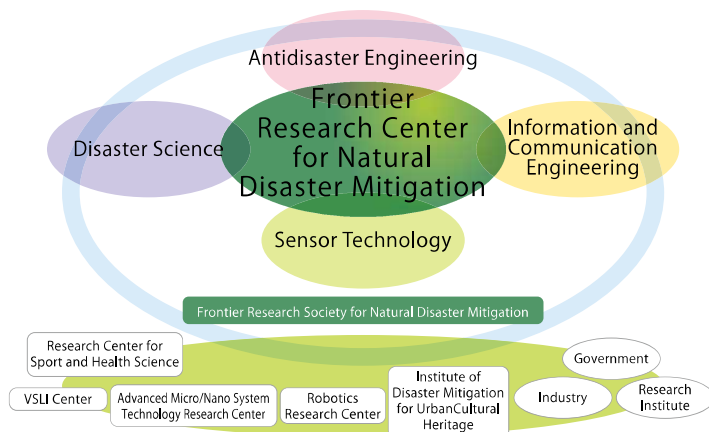 Antidisaster Engineering
Frontier
Research Center
for Natural
Disaster Mitigation
Disaster Science
Information and
Communication
Engineering
Sensor Technology
Frontier Research Society for Natural Disaster Mitigation
Research Center for
Sport and Health Science
Government
VSLI Center
Advanced Micro/Nano System
Technology Research Center
Robotics
Research Center
Institute of
Disaster Mitigation
for UrbanCultural
Heritage
Industry
Research
Institute